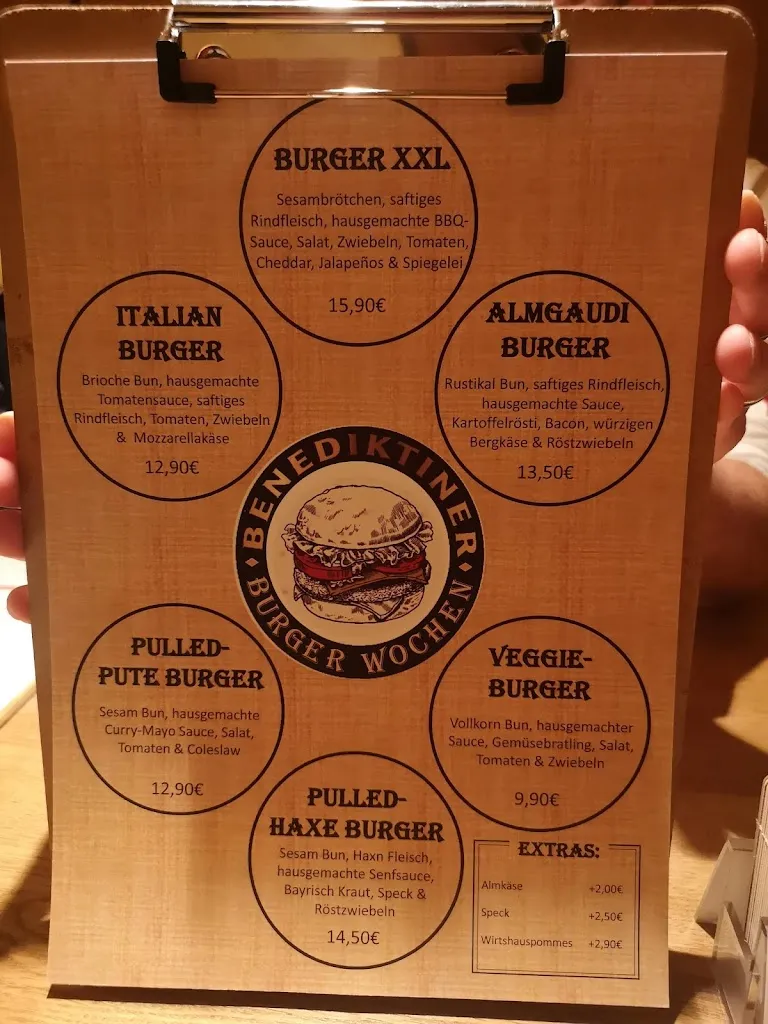 BURGER XXL
Sesambrötchen, saftiges
Rindfleisch, hausgemachte BBQ-
Sauce, Salat, Zwiebeln, Tomaten,
Cheddar, Jalapeños & Spiegelei
15,90€
ITALIAN
BURGER
Brioche Bun, hausgemachte
Tomatensauce, saftiges
Rindfleisch, Tomaten, Zwiebeln
& Mozzarellakäse
12,90€
ALMGAUDI
BURGER
Rustikal Bun, saftiges Rindfleisch,
hausgemachte Sauce,
Kartoffelrösti, Bacon, würzigen
Bergkäse & Röstzwiebeln
13,50€
BENEDIKTINER
BURGER WOCHEN
PULLED-
PUTE BURGER
Sesam Bun, hausgemachte
Curry-Mayo Sauce, Salat,
Tomaten & Coleslaw
12,90€
VEGGIE-
BURGER
Vollkorn Bun, hausgemachter
Sauce, Gemüsebratling, Salat,
Tomaten & Zwiebeln
9,90€
PULLED-
HAXE BURGER
Sesam Bun, Haxn Fleisch,
hausgemachte Senfsauce,
Bayrisch Kraut, Speck &
Röstzwiebeln
14,50€
EXTRAS:
Almkäse +2,00€
Speck +2,50€
Wirtshauspommes +2,90€